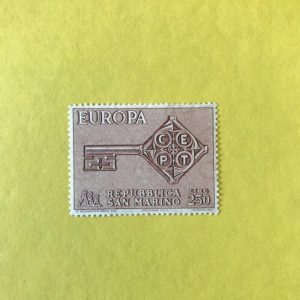 EUROPA
C E
P T
REPUBBLICA LIRE
SAN MARINO 250